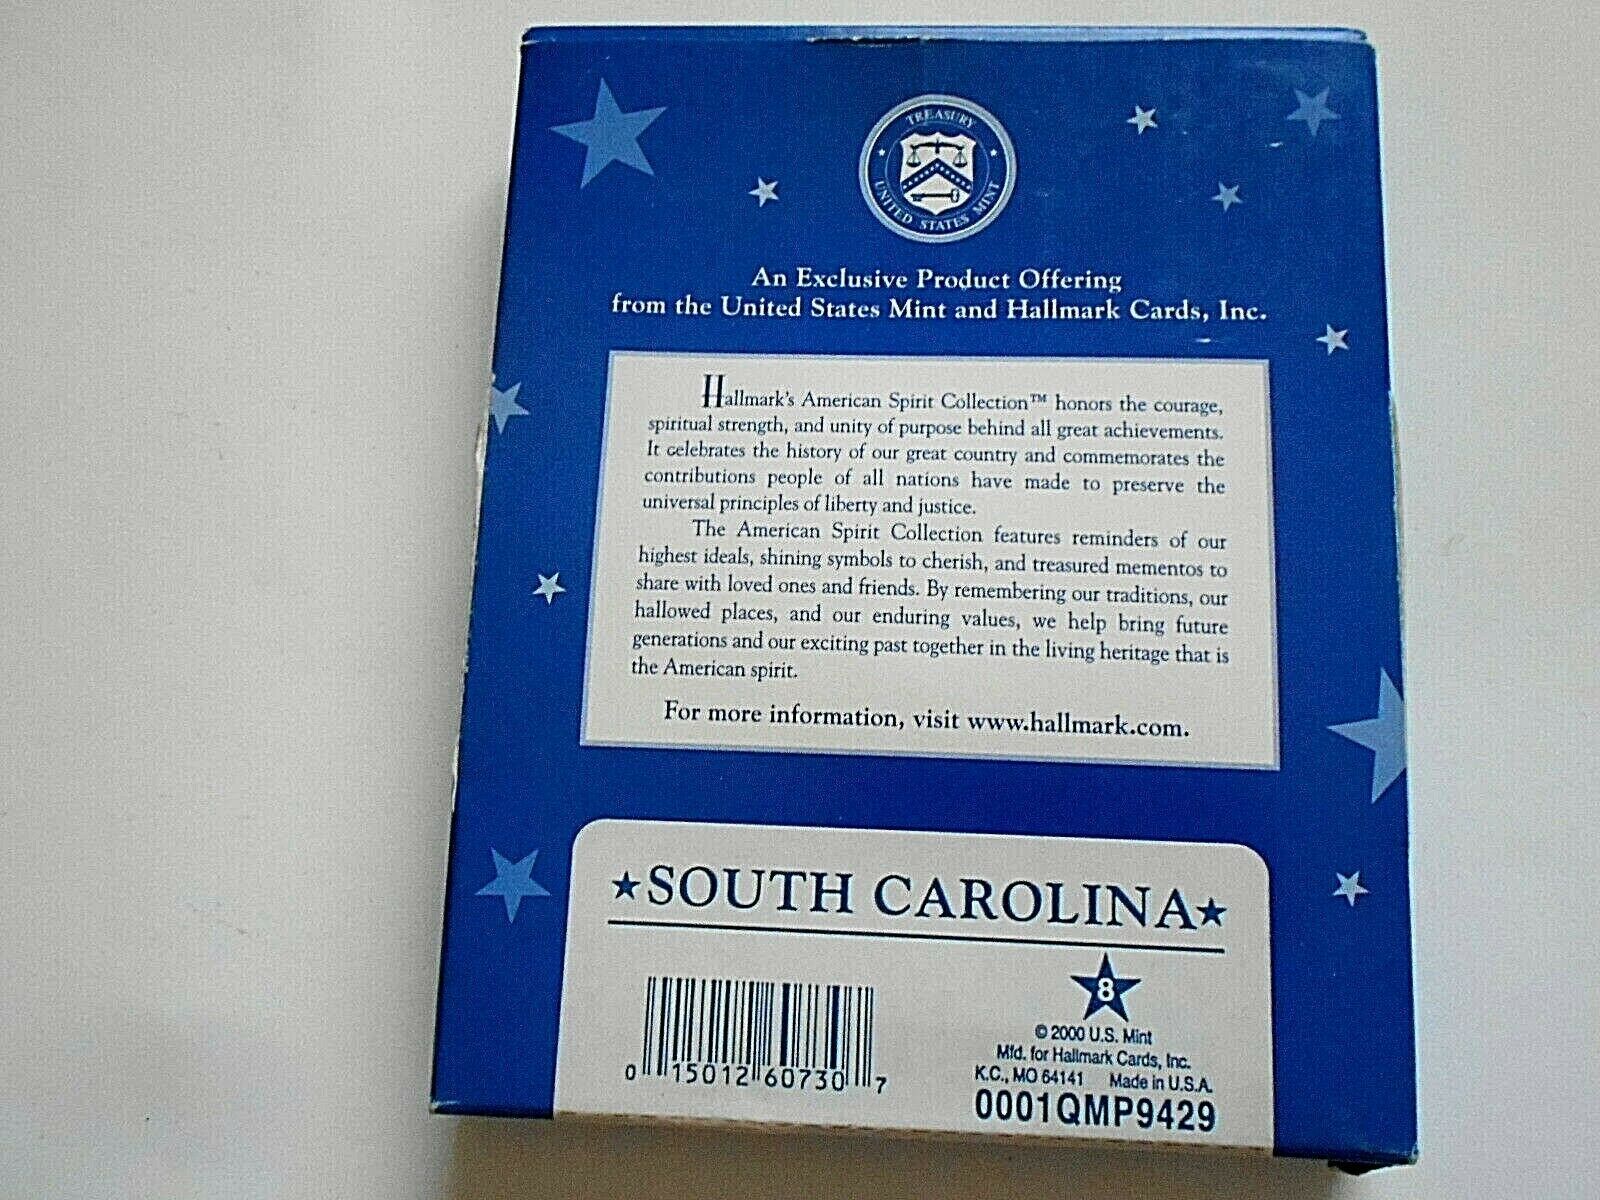 TREASURY
UNITED STATES MINT
An Exclusive Product Offering
from the United States Mint and Hallmark Cards, Inc.
Hallmark's American Spirit Collection™ honors the courage,
spiritual strength, and unity of purpose behind all great achievements.
It celebrates the history of our great country and commemorates the
contributions people of all nations have made to preserve the
universal principles of liberty and justice.
The American Spirit Collection features reminders of our
highest ideals, shining symbols to cherish, and treasured mementos to
share with loved ones and friends. By remembering our traditions, our
hallowed places, and our enduring values, we help bring future
generations and our exciting past together in the living heritage that is
the American spirit.
For more information, visit www.hallmark.com.
★SOUTH CAROLINA★
8
© 2000 U.S. Mint
Mfd. for Hallmark Cards, Inc.
K.C., MO 64141 Made in U.S.A.
0001QMP9429
0 15012 60730 7